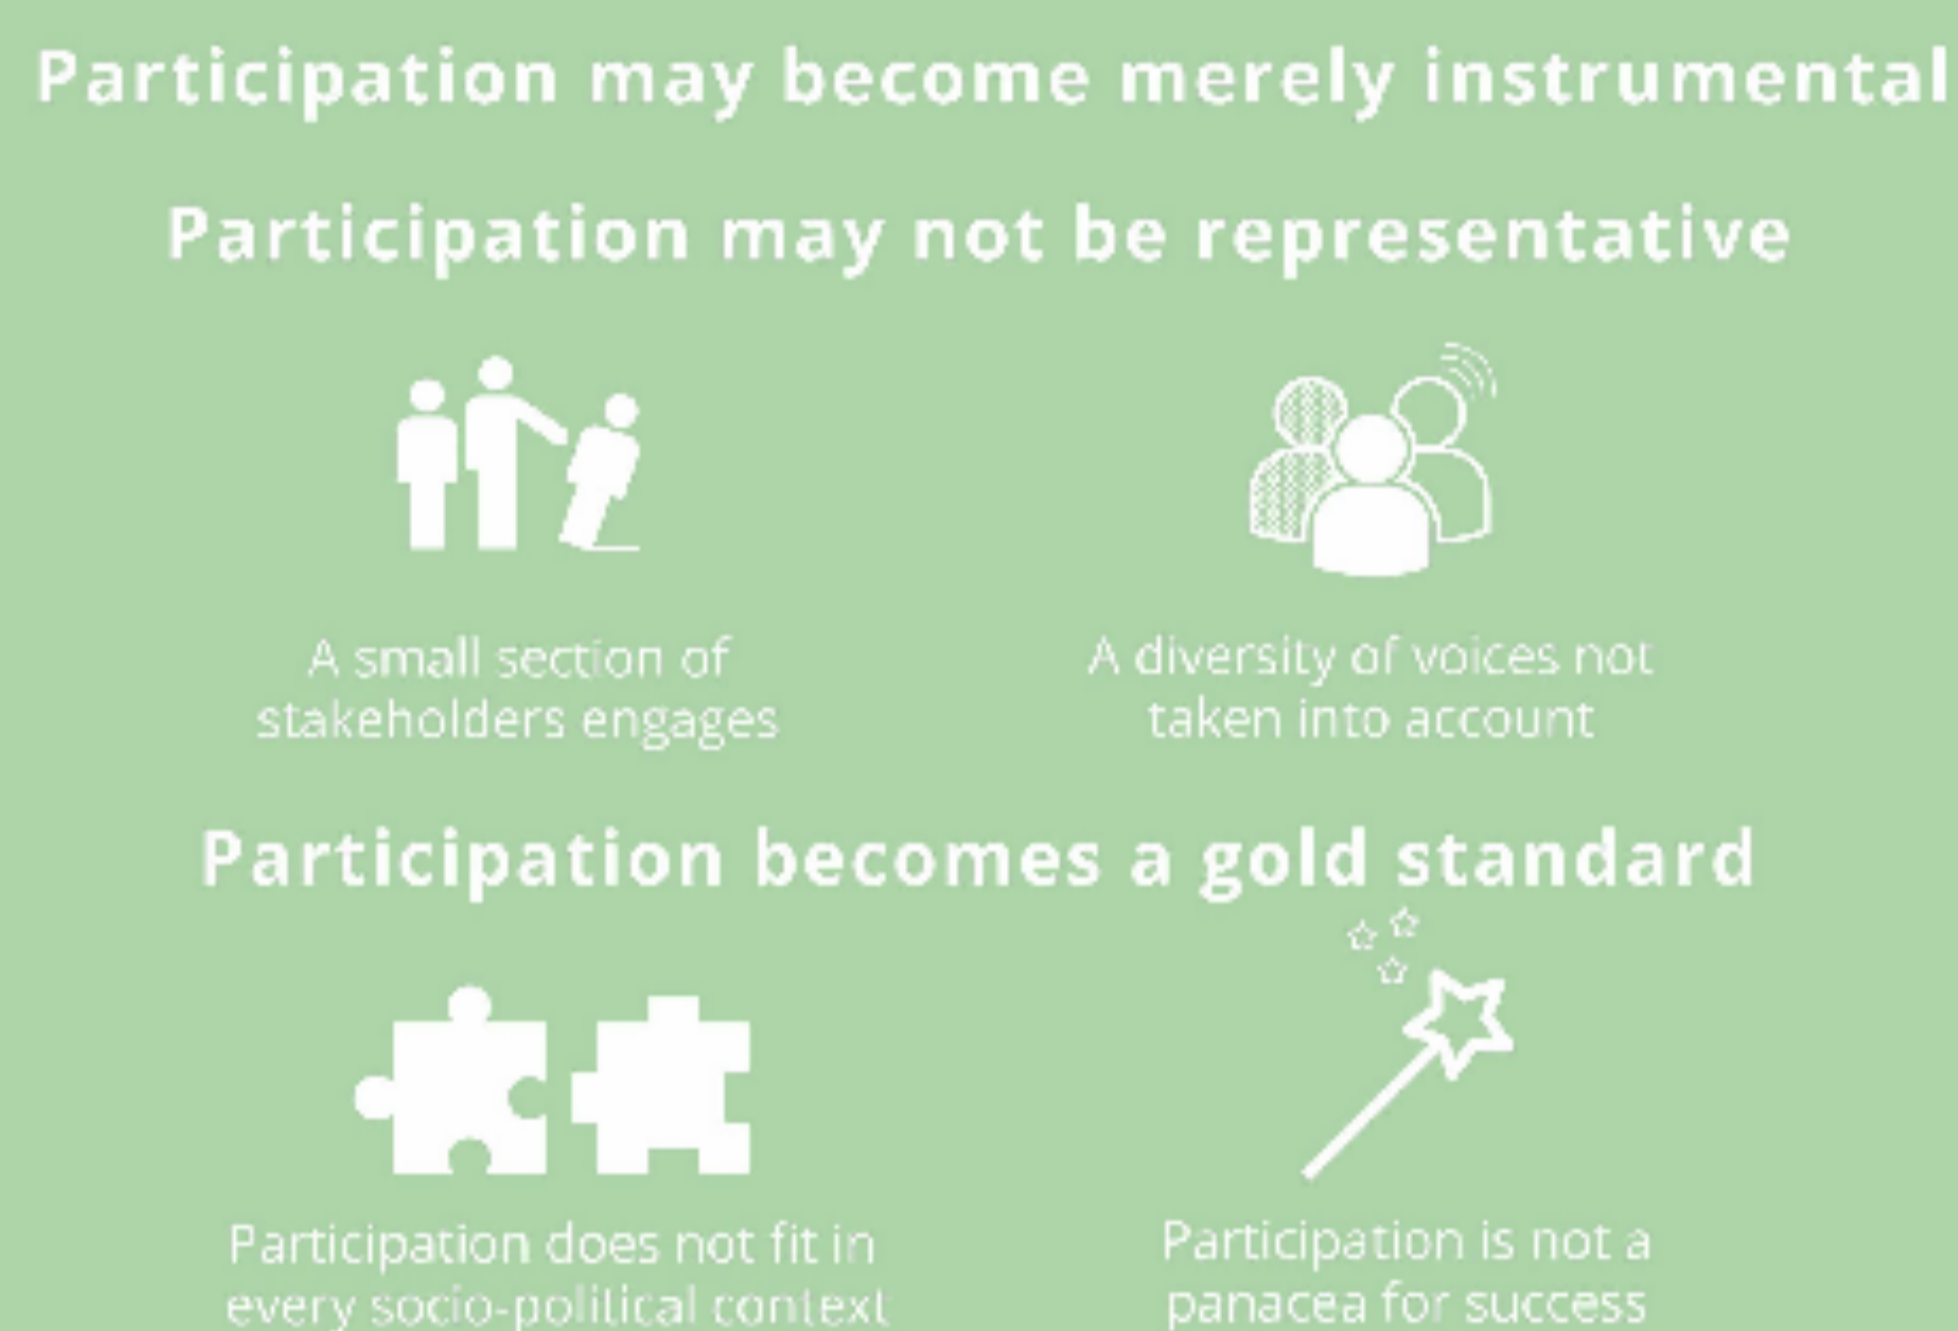 Participation may become merely instrumental
Participation may not be representative
A small section of
stakeholders engages
A diversity of voices not
taken into account
Participation becomes a gold standard
Participation does not fit in
every socio-political context
Participation is not a
panacea for success